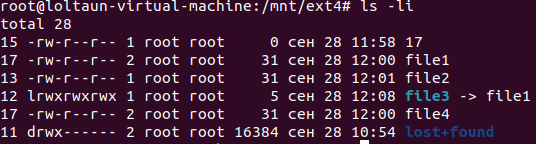 root@loltaun-virtual-machine:/mnt/ext4# ls -li
total 28
15 -rw-r--r-- 1 root root     0 сен 28 11:58 17
17 -rw-r--r-- 2 root root    31 сен 28 12:00 file1
13 -rw-r--r-- 1 root root    31 сен 28 12:01 file2
12 lrwxrwxrwx 1 root root     5 сен 28 12:08 file3 -> file1
17 -rw-r--r-- 2 root root    31 сен 28 12:00 file4
11 drwx------ 2 root root 16384 сен 28 10:54 lost+found